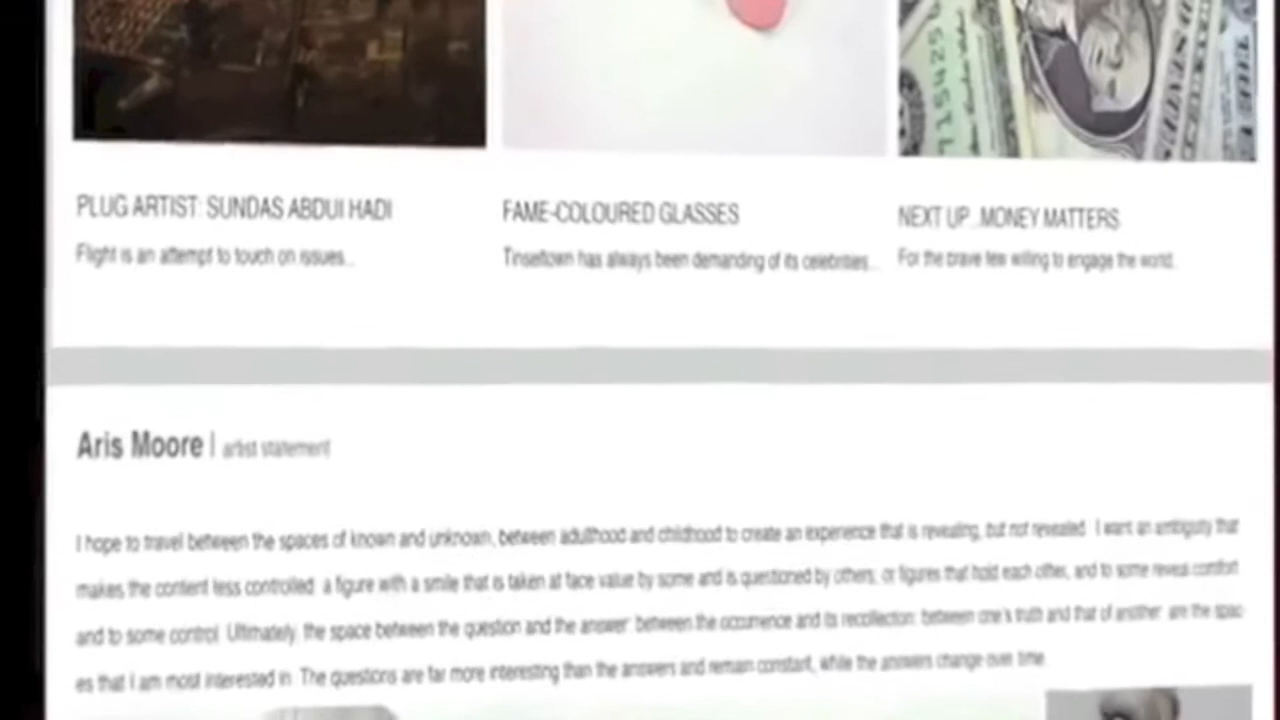 PLUG ARTIST: SUNDAS ABDUL HADI
Flight is an attempt to touch on issues...
FAME-COLOURED GLASSES
Tinseltown has always been demanding of its celebrities...
NEXT UP...MONEY MATTERS
For the brave few willing to engage the world...
Aris Moore | artist statement
I hope to travel between the spaces of known and unknown, between adulthood and childhood to create an experience that is revealing, but not revealed. I want an ambiguity that
makes the content less controlled: a figure with a smile that is taken at face value by some and is questioned by others; or figures that hold each other, and to some reveal comfort
and to some control. Ultimately, the space between the question and the answer: between the occurrence and its recollection: between one's truth and that of another: are the spac-
es that I am most interested in. The questions are far more interesting than the answers and remain constant, while the answers change over time.